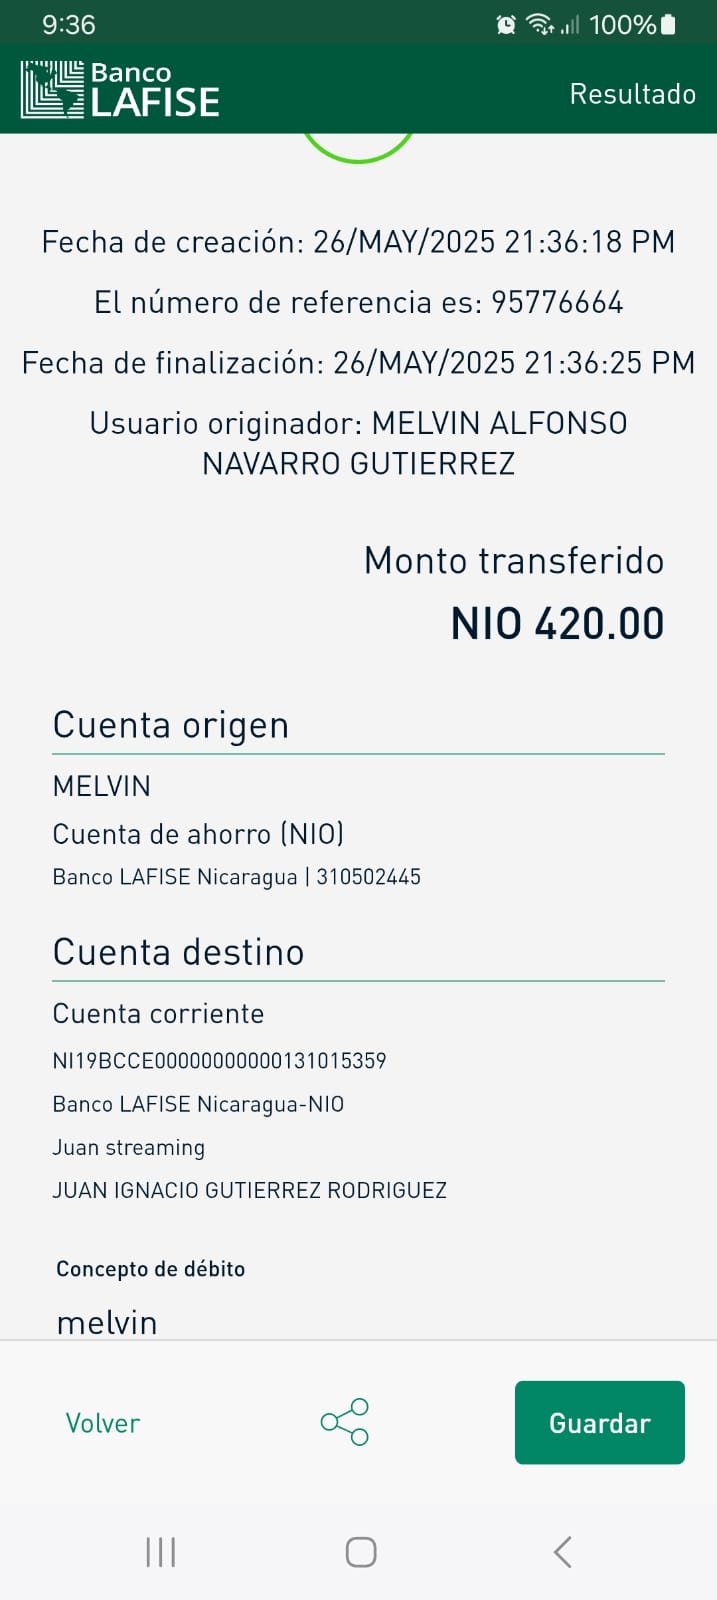 9:36
100%
Banco
LAFISE
Resultado
Fecha de creación: 26/MAY/2025 21:36:18 PM
El número de referencia es: 95776664
Fecha de finalización: 26/MAY/2025 21:36:25 PM
Usuario originador: MELVIN ALFONSO
NAVARRO GUTIERREZ
Monto transferido
NIO 420.00
Cuenta origen
MELVIN
Cuenta de ahorro (NIO)
Banco LAFISE Nicaragua | 310502445
Cuenta destino
Cuenta corriente
NI19BCCE00000000000131015359
Banco LAFISE Nicaragua-NIO
Juan streaming
JUAN IGNACIO GUTIERREZ RODRIGUEZ
Concepto de débito
melvin
Volver
Guardar